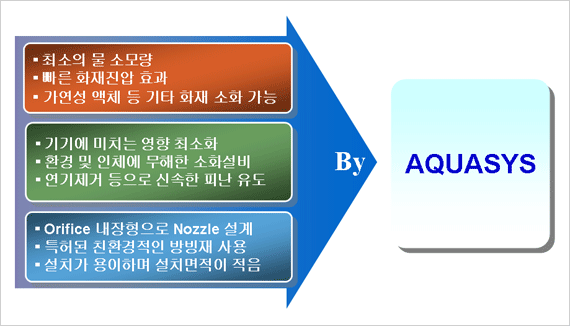 ▪ 최소의 물 소모량
▪ 빠른 화재진압 효과
▪ 가연성 액체 등 기타 화재 소화 가능
▪ 기기에 미치는 영향 최소화
▪ 환경 및 인체에 무해한 소화설비
▪ 연기제거 등으로 신속한 피난 유도
▪ Orifice 내장형으로 Nozzle 설계
▪ 특허된 친환경적인 방빙재 사용
▪ 설치가 용이하며 설치면적이 적음
By
AQUASYS